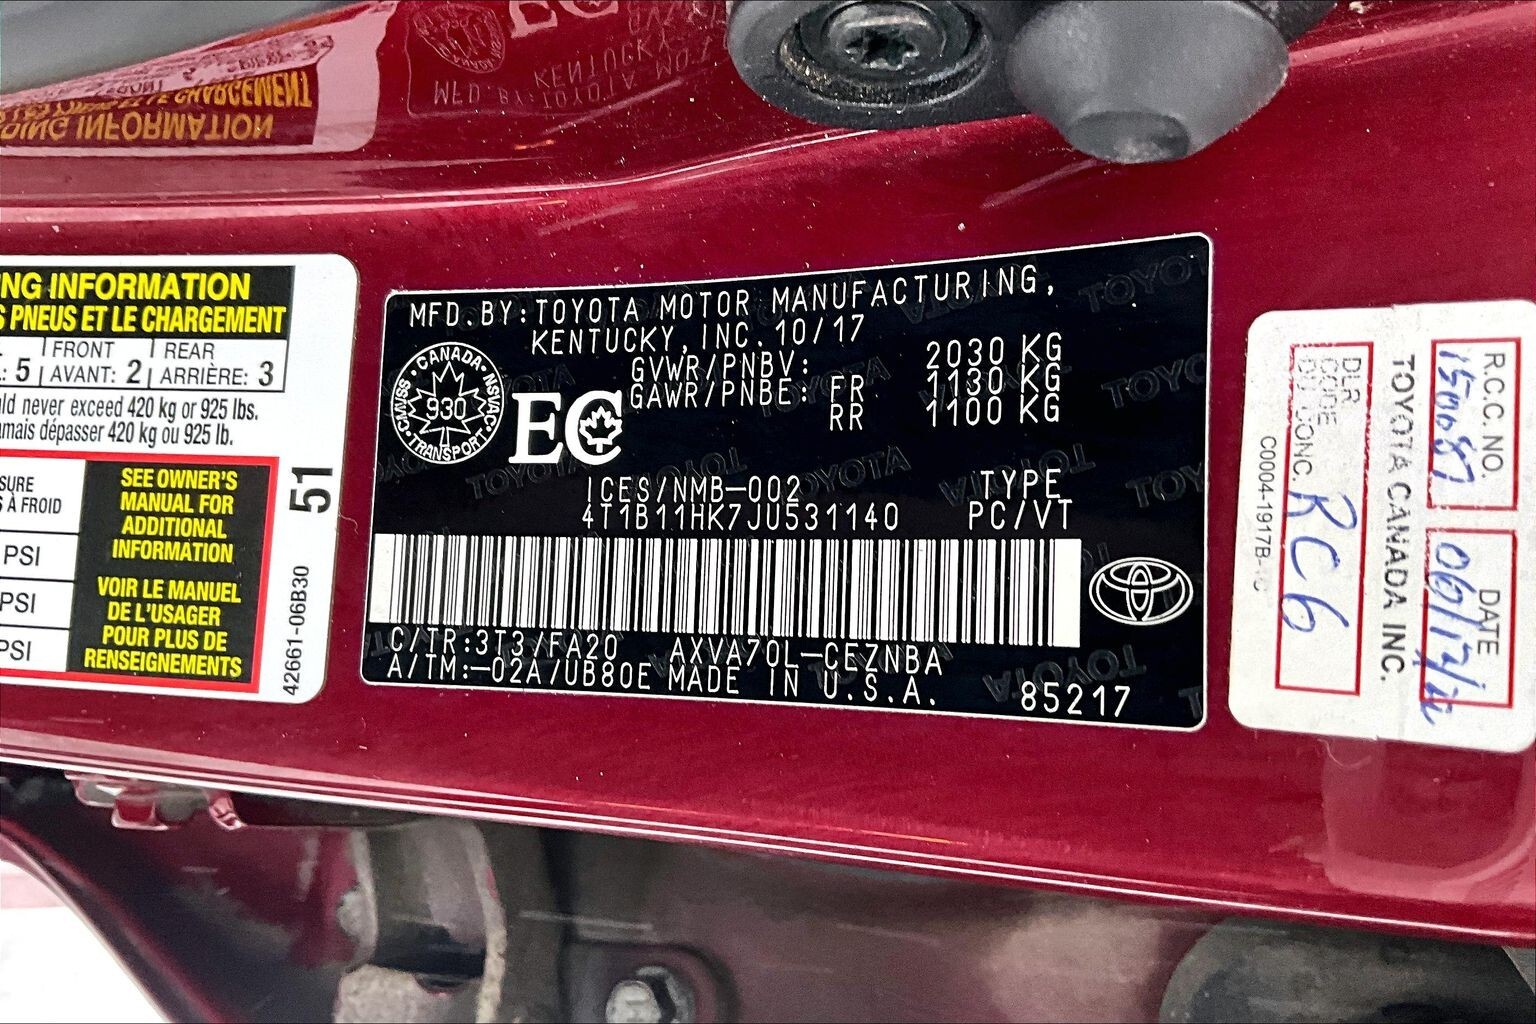 NG INFORMATION
S PNEUS ET LE CHARGEMENT
: 5 | FRONT AVANT: 2 | REAR ARRIÈRE: 3
ld never exceed 420 kg or 925 lbs.
amais dépasser 420 kg ou 925 lb.
SURE
S À FROID
PSI
PSI
PSI
SEE OWNER'S
MANUAL FOR
ADDITIONAL
INFORMATION
VOIR LE MANUEL
DE L'USAGER
POUR PLUS DE
RENSEIGNEMENTS
51
42661-06B30
MFD. BY: TOYOTA MOTOR MANUFACTURING,
KENTUCKY, INC. 10/17
GVWR/PNBV: 2030 KG
GAWR/PNBE: FR 1130 KG
RR 1100 KG
CANADA · NSVAC · TRANSPORT · CMVSS
930
EC
ICES/NMB-002 TYPE
4T1B11HK7JU531140 PC/VT
C/TR:3T3/FA20 AXVA70L-CEZNBA
A/TM:-02A/UB80E MADE IN U.S.A.
85217
R.C.C. NO.
DATE
TOYOTA CANADA INC.
DLR
CODE
RC6